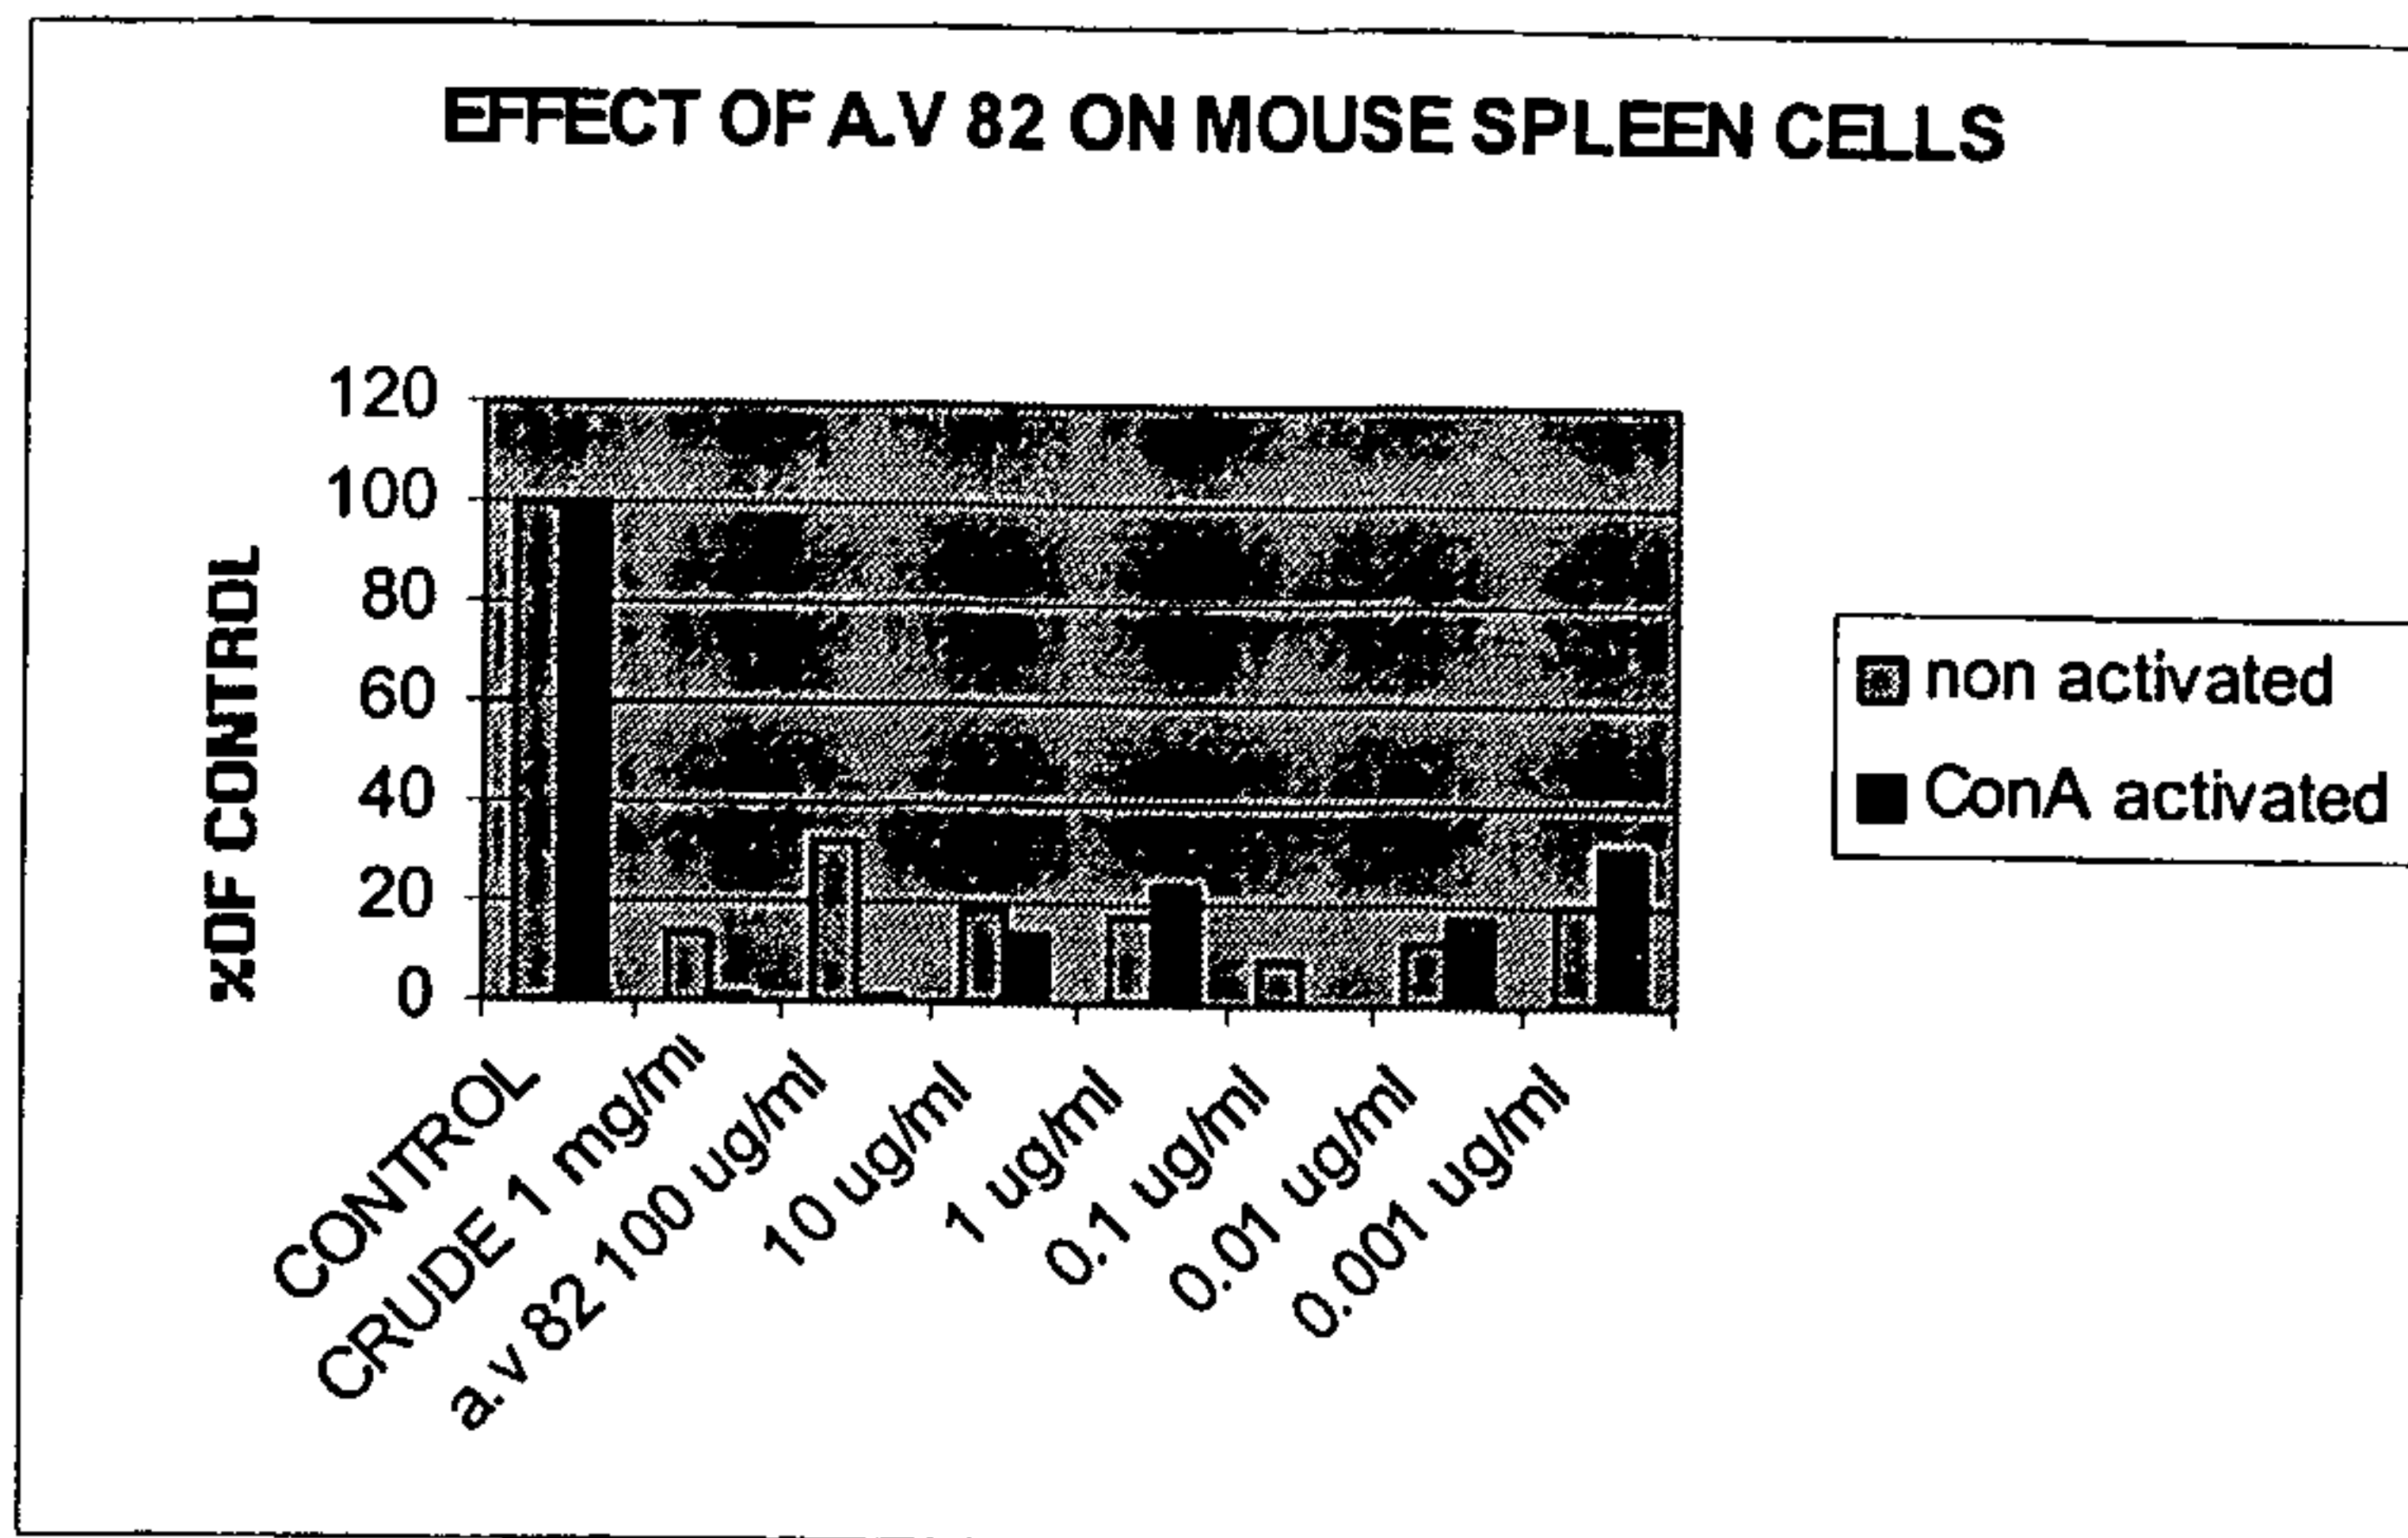 EFFECT OF A.V 82 ON MOUSE SPLEEN CELLS
120
100
80
60
40
20
0
%OF CONTROL
CONTROL
CRUDE 1 mg/ml
a.v 82 100 ug/ml
10 ug/ml
1 ug/ml
0.1 ug/ml
0.01 ug/ml
0.001 ug/ml
non activated
ConA activated